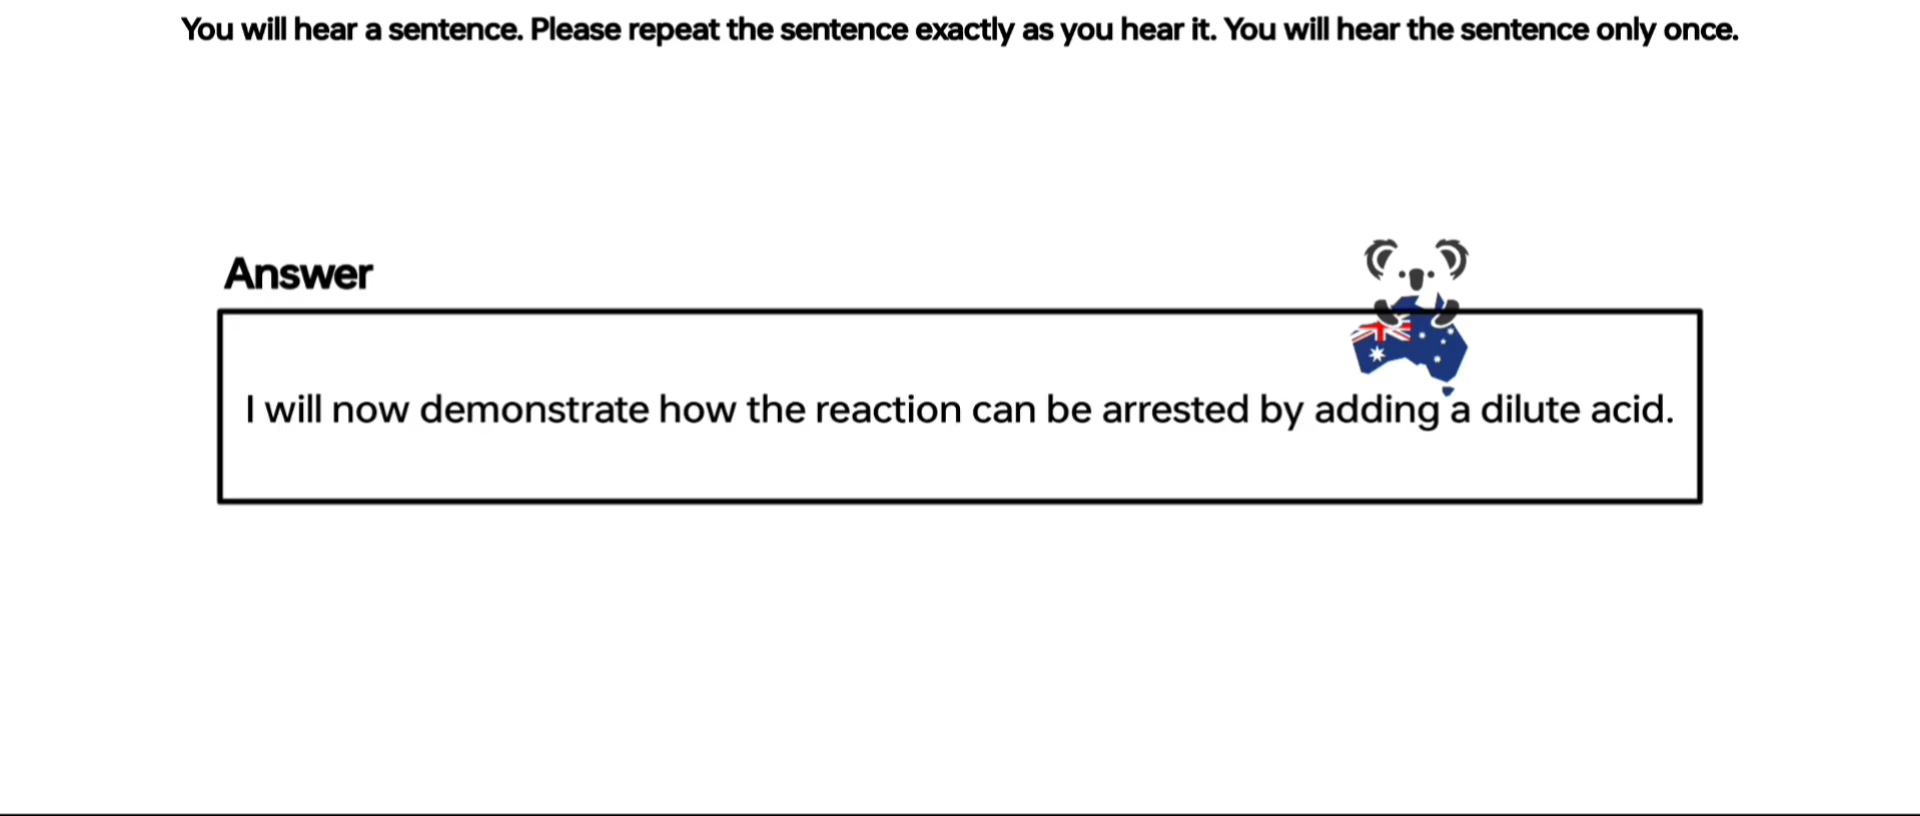 You will hear a sentence. Please repeat the sentence exactly as you hear it. You will hear the sentence only once.
Answer
I will now demonstrate how the reaction can be arrested by adding a dilute acid.